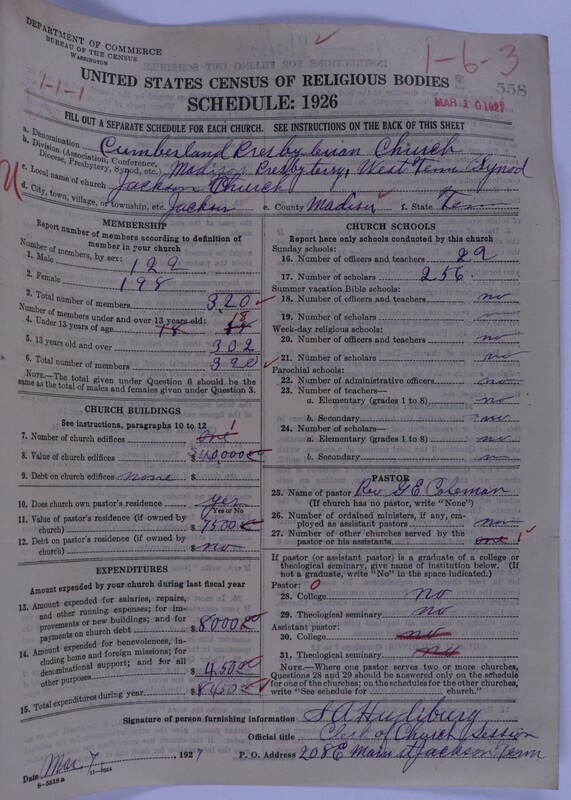 DEPARTMENT OF COMMERCE
BUREAU OF THE CENSUS
WASHINGTON
1-6-3
558
1-1-1
MAR 10 1927
UNITED STATES CENSUS OF RELIGIOUS BODIES
SCHEDULE: 1926
FILL OUT A SEPARATE SCHEDULE FOR EACH CHURCH. SEE INSTRUCTIONS ON THE BACK OF THIS SHEET
a. Denomination Cumberland Presbyterian Church
b. Division (Association, Conference, Diocese, Presbytery, Synod, etc.) Madison Presbytery, West Tenn Synod
c. Local name of church Jackson Church
d. City, town, village, or township, etc. Jackson e. County Madison f. State Tenn
MEMBERSHIP
Report number of members according to definition of
member in your church
Number of members, by sex:
1. Male 122
2. Female 198
3. Total number of members 320
Number of members under and over 13 years old:
4. Under 13 years of age 18 18
5. 13 years old and over 302
6. Total number of members 320
NOTE.—The total given under Question 6 should be the
same as the total of males and females given under Question 3.
CHURCH BUILDINGS
See instructions, paragraphs 10 to 12
7. Number of church edifices one 1
8. Value of church edifices $40,000
9. Debt on church edifices none $
10. Does church own pastor's residence yes
Yes or No
11. Value of pastor's residence (if owned by
church) $7500
12. Debt on pastor's residence (if owned by
church) $no
EXPENDITURES
Amount expended by your church during last fiscal year
13. Amount expended for salaries, repairs,
and other running expenses; for im-
provements or new buildings; and for
payments on church debt $8000
14. Amount expended for benevolences, in-
cluding home and foreign missions; for
denominational support; and for all
other purposes $450
15. Total expenditures during year $8450
CHURCH SCHOOLS
Report here only schools conducted by this church
Sunday schools:
16. Number of officers and teachers 29
17. Number of scholars 256
Summer vacation Bible schools:
18. Number of officers and teachers no
19. Number of scholars no
Week-day religious schools:
20. Number of officers and teachers no
21. Number of scholars no
Parochial schools:
22. Number of administrative officers no
23. Number of teachers—
a. Elementary (grades 1 to 8) no
b. Secondary no
24. Number of scholars—
a. Elementary (grades 1 to 8) no
b. Secondary no
PASTOR
25. Name of pastor Rev G E Coleman
(If church has no pastor, write "None")
26. Number of ordained ministers, if any, em-
ployed as assistant pastors no
27. Number of other churches served by the
pastor or his assistants one 1
If pastor (or assistant pastor) is a graduate of a college or
theological seminary, give name of institution below. (If
not a graduate, write "No" in the space indicated.)
Pastor: 0
28. College no
29. Theological seminary no
Assistant pastor:
30. College no
31. Theological seminary no
NOTE.—Where one pastor serves two or more churches,
Questions 28 and 29 should be answered only on the schedule
for one of the churches; on the schedules for the other churches,
write "See schedule for church."
Signature of person furnishing information
Official title Clerk of Church Session
Date Mar 7, 1927 P. O. Address 208 E Main st Jackson Tenn